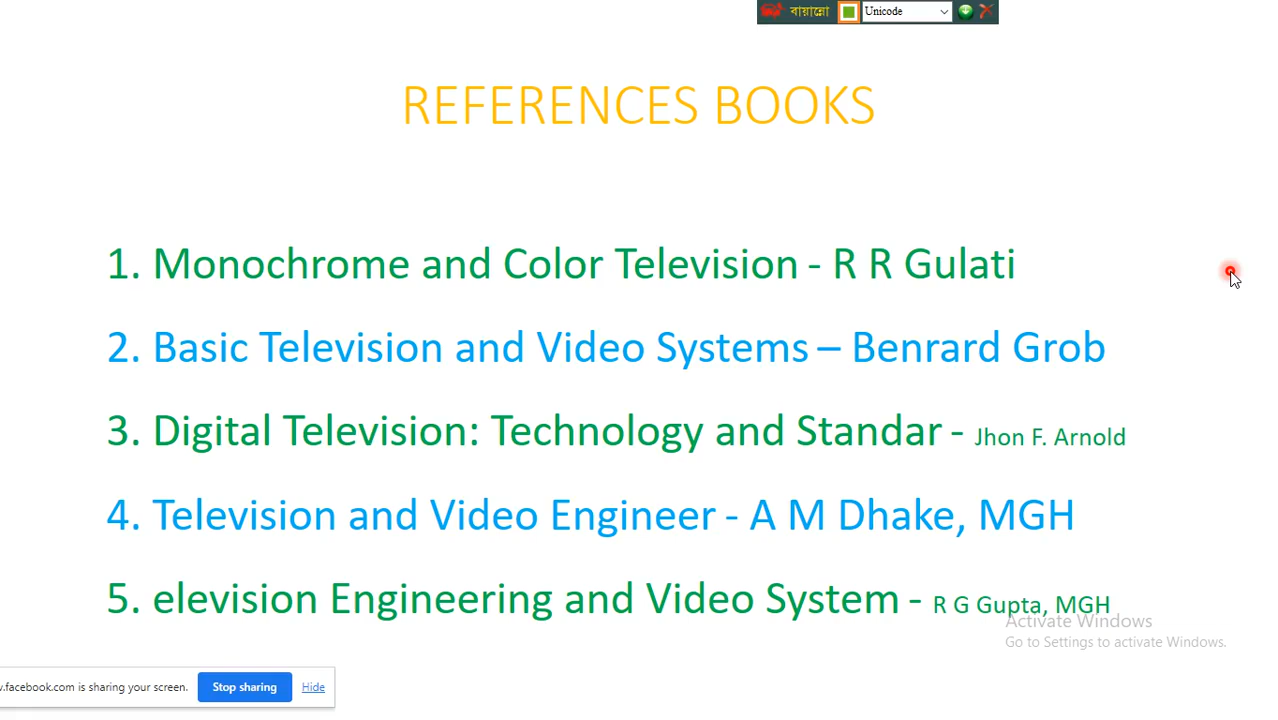 বায়ান্নো Unicode
REFERENCES BOOKS
1. Monochrome and Color Television - R R Gulati
2. Basic Television and Video Systems – Benrard Grob
3. Digital Television: Technology and Standar - Jhon F. Arnold
4. Television and Video Engineer - A M Dhake, MGH
5. elevision Engineering and Video System - R G Gupta, MGH
Activate Windows
Go to Settings to activate Windows.
.facebook.com is sharing your screen. Stop sharing Hide